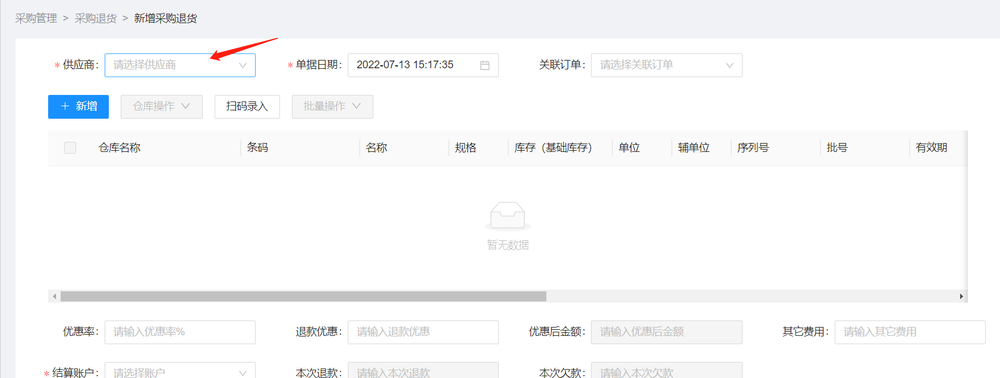 采购管理 > 采购退货 > 新增采购退货
* 供应商: 请选择供应商 * 单据日期: 2022-07-13 15:17:35 关联订单: 请选择关联订单
+ 新增 仓库操作 扫码录入 批量操作
仓库名称 条码 名称 规格 库存（基础库存） 单位 辅单位 序列号 批号 有效期
暂无数据
优惠率: 请输入优惠率% 退款优惠: 请输入退款优惠 优惠后金额: 请输入优惠后金额 其它费用: 请输入其它费用
* 结算账户: 请选择账户 本次退款: 请输入本次退款 本次欠款: 请输入本次欠款